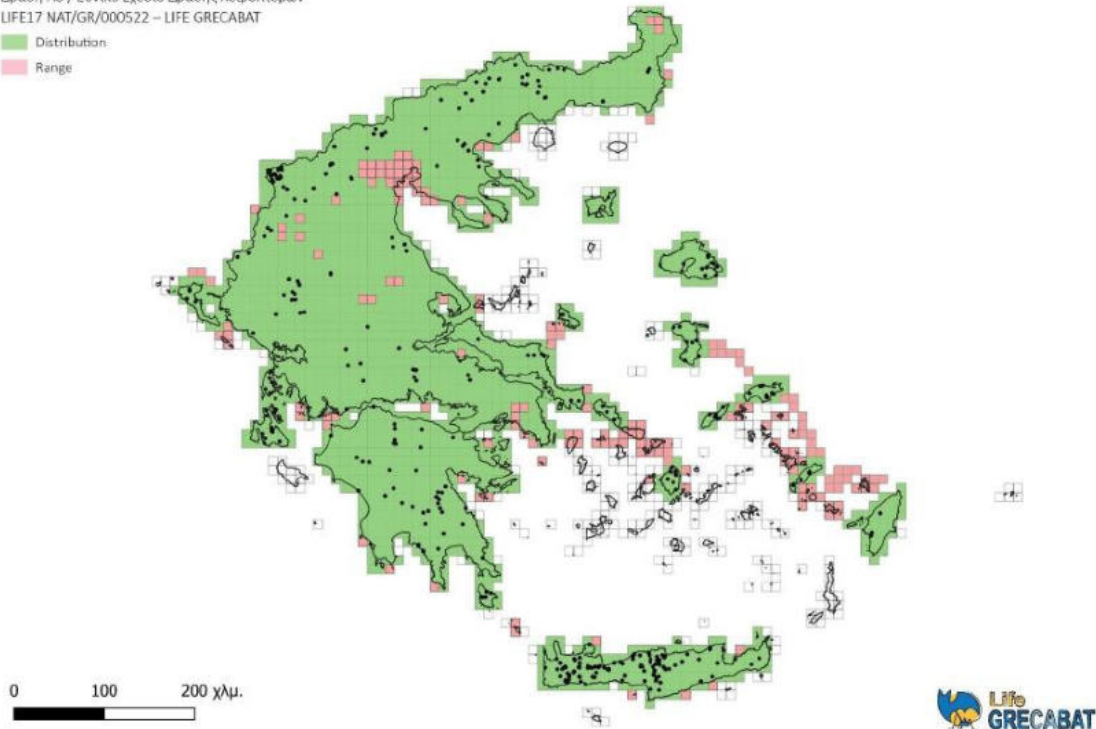 LIFE17 NAT/GR/000522 – LIFE GRECABAT
Distribution
Range
0 100 200 χλμ.
Life
GRECABAT